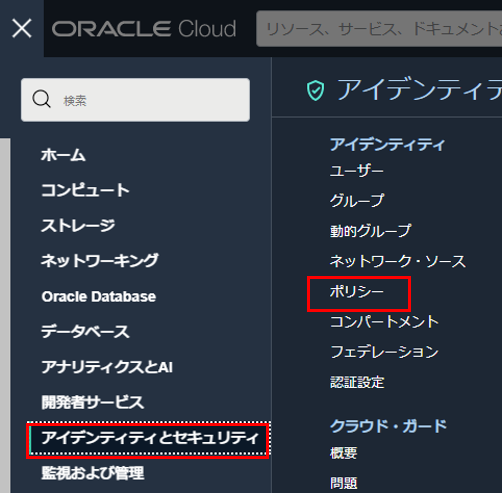 ORACLE Cloud
リソース、サービス、ドキュメント
検索
ホーム
コンピュート
ストレージ
ネットワーキング
Oracle Database
データベース
アナリティクスとAI
開発者サービス
アイデンティティとセキュリティ
監視および管理
アイデンティテ
アイデンティティ
ユーザー
グループ
動的グループ
ネットワーク・ソース
ポリシー
コンパートメント
フェデレーション
認証設定
クラウド・ガード
概要
問題